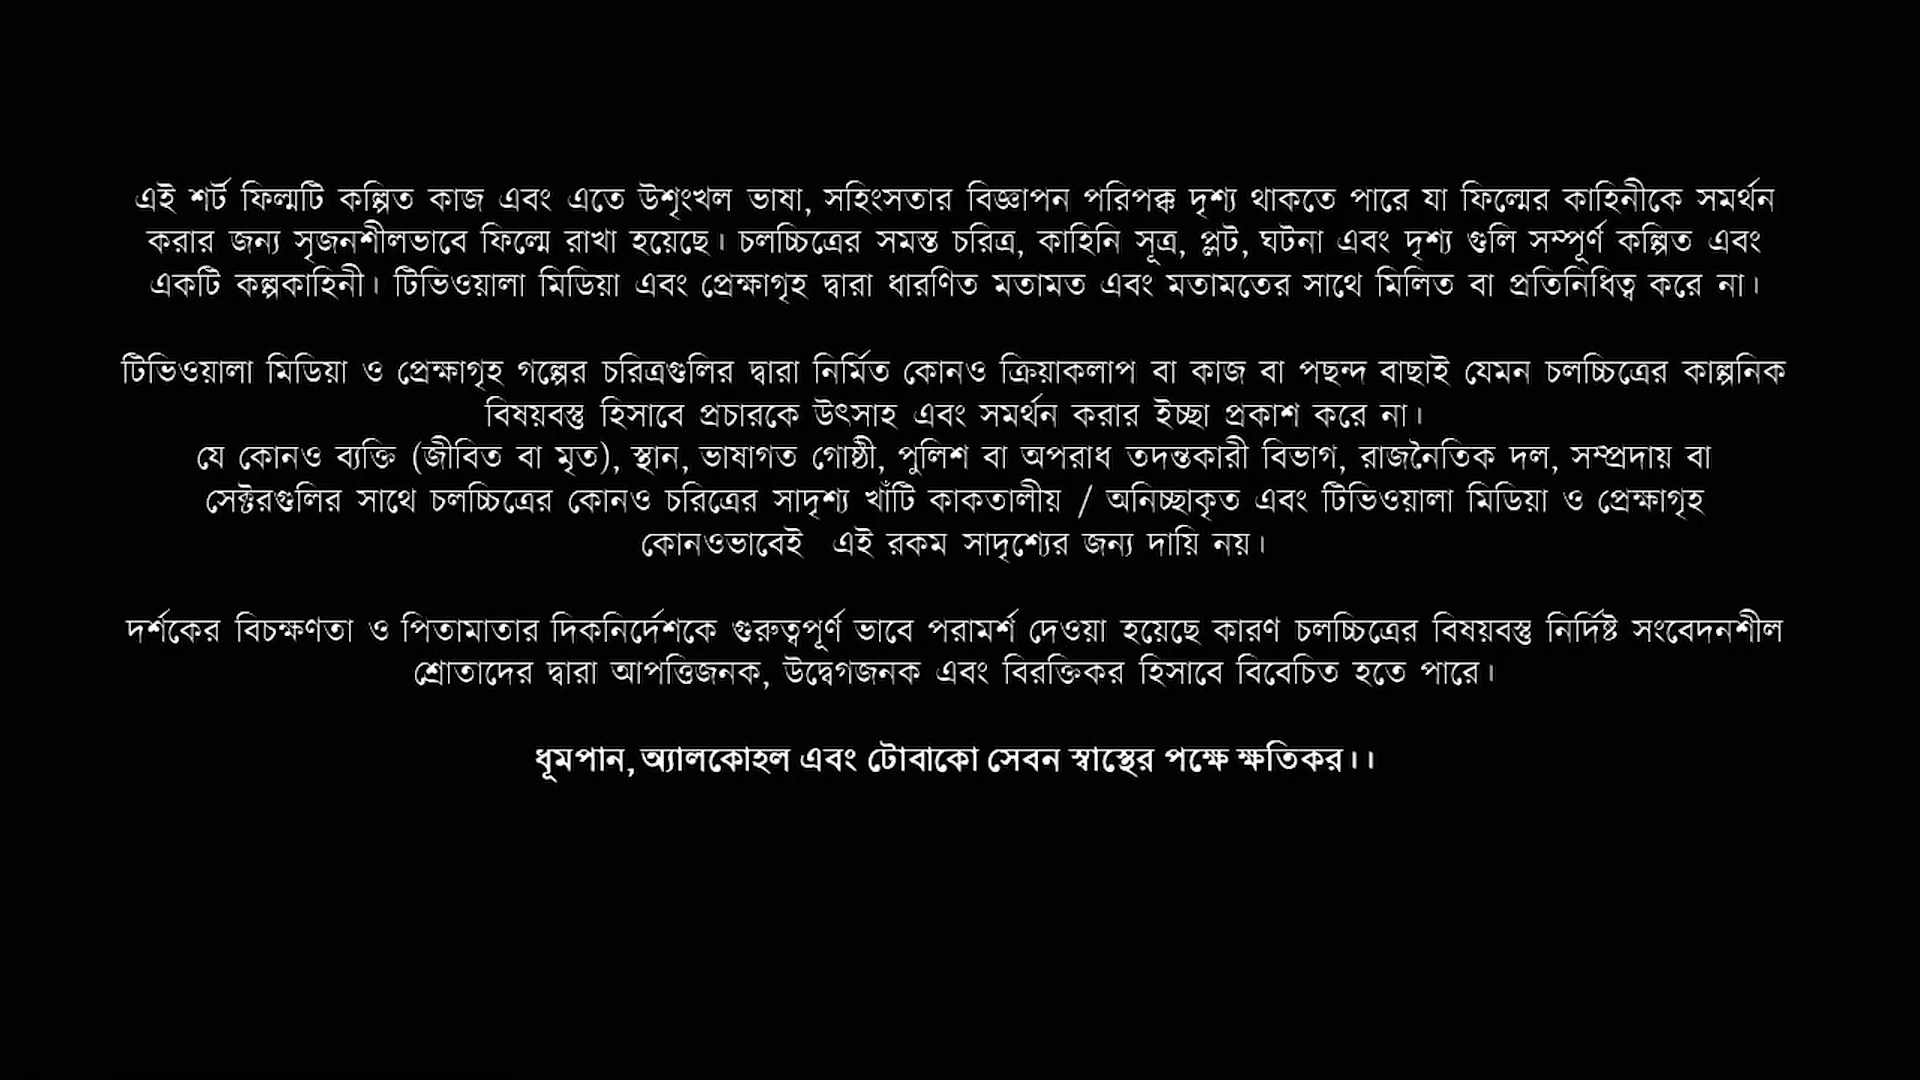 এই শর্ট ফিল্মটি কল্পিত কাজ এবং এতে উশৃংখল ভাষা, সহিংসতার বিজ্ঞাপন পরিপক্ক দৃশ্য থাকতে পারে যা ফিল্মের কাহিনীকে সমর্থন
করার জন্য সৃজনশীলভাবে ফিল্মে রাখা হয়েছে। চলচ্চিত্রের সমস্ত চরিত্র, কাহিনি সূত্র, প্লট, ঘটনা এবং দৃশ্য গুলি সম্পূর্ণ কল্পিত এবং
একটি কল্পকাহিনী। টিভিওয়ালা মিডিয়া এবং প্রেক্ষাগৃহ দ্বারা ধারণিত মতামত এবং মতামতের সাথে মিলিত বা প্রতিনিধিত্ব করে না।
টিভিওয়ালা মিডিয়া ও প্রেক্ষাগৃহ গল্পের চরিত্রগুলির দ্বারা নির্মিত কোনও ক্রিয়াকলাপ বা কাজ বা পছন্দ বাছাই যেমন চলচ্চিত্রের কাল্পনিক
বিষয়বস্তু হিসাবে প্রচারকে উৎসাহ এবং সমর্থন করার ইচ্ছা প্রকাশ করে না।
যে কোনও ব্যক্তি (জীবিত বা মৃত), স্থান, ভাষাগত গোষ্ঠী, পুলিশ বা অপরাধ তদন্তকারী বিভাগ, রাজনৈতিক দল, সম্প্রদায় বা
সেক্টরগুলির সাথে চলচ্চিত্রের কোনও চরিত্রের সাদৃশ্য খাঁটি কাকতালীয় / অনিচ্ছাকৃত এবং টিভিওয়ালা মিডিয়া ও প্রেক্ষাগৃহ
কোনওভাবেই এই রকম সাদৃশ্যের জন্য দায়ি নয়।
দর্শকের বিচক্ষণতা ও পিতামাতার দিকনির্দেশকে গুরুত্বপূর্ণ ভাবে পরামর্শ দেওয়া হয়েছে কারণ চলচ্চিত্রের বিষয়বস্তু নির্দিষ্ট সংবেদনশীল
শ্রোতাদের দ্বারা আপত্তিজনক, উদ্বেগজনক এবং বিরক্তিকর হিসাবে বিবেচিত হতে পারে।
ধূমপান, অ্যালকোহল এবং টোবাকো সেবন স্বাস্থের পক্ষে ক্ষতিকর।।